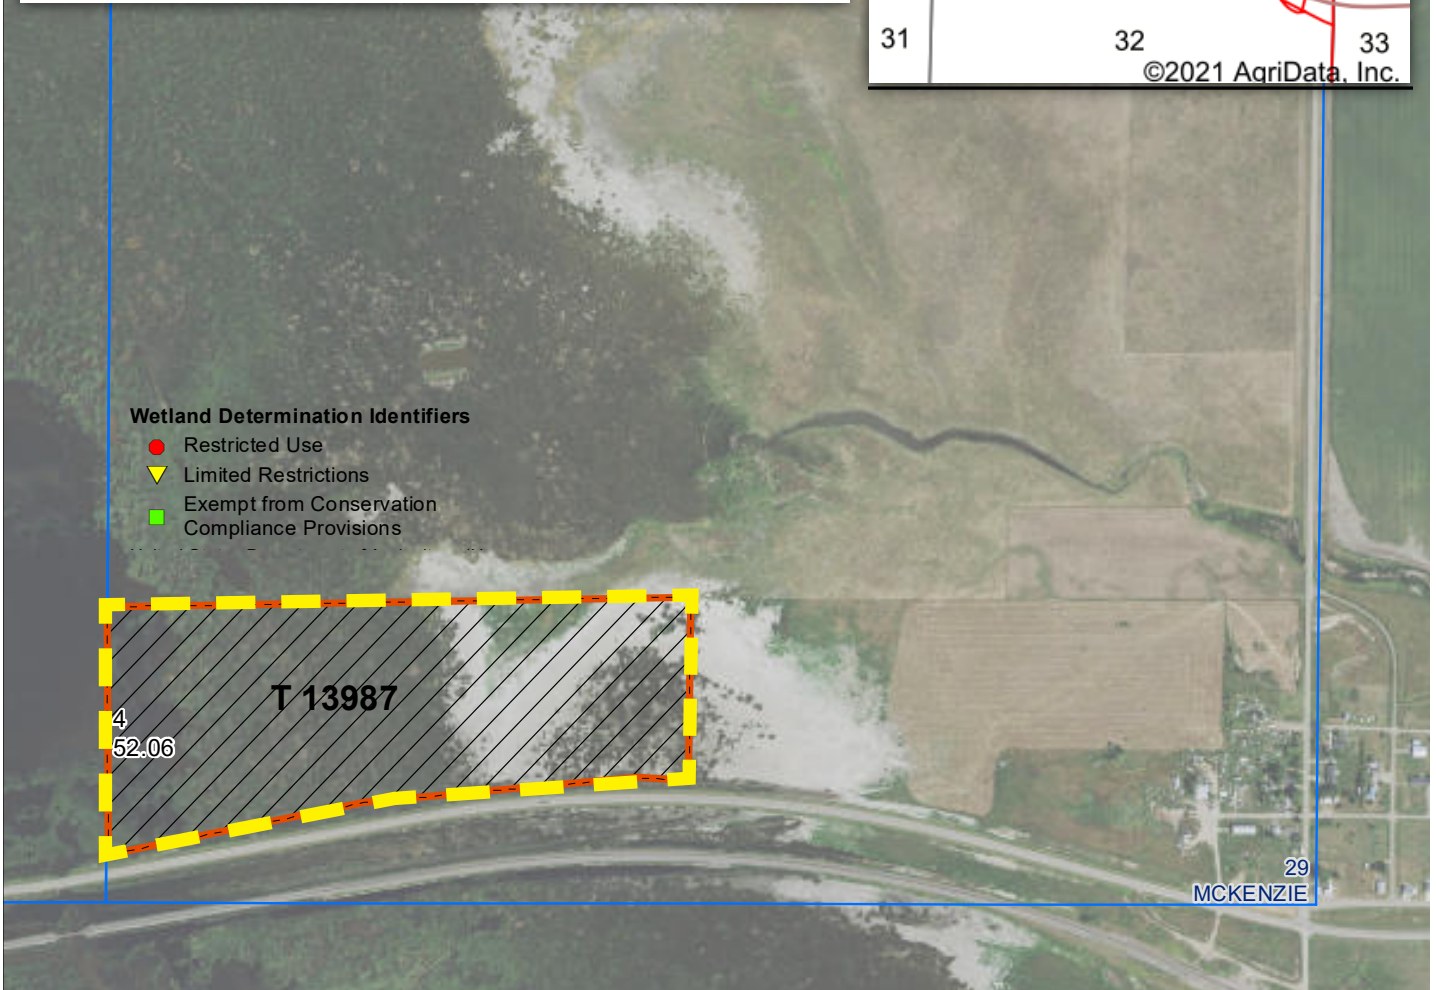 31
32
33
©2021 AgriData, Inc.
Wetland Determination Identifiers
Restricted Use
Limited Restrictions
Exempt from Conservation
Compliance Provisions
T 13987
4
52.06
29
MCKENZIE